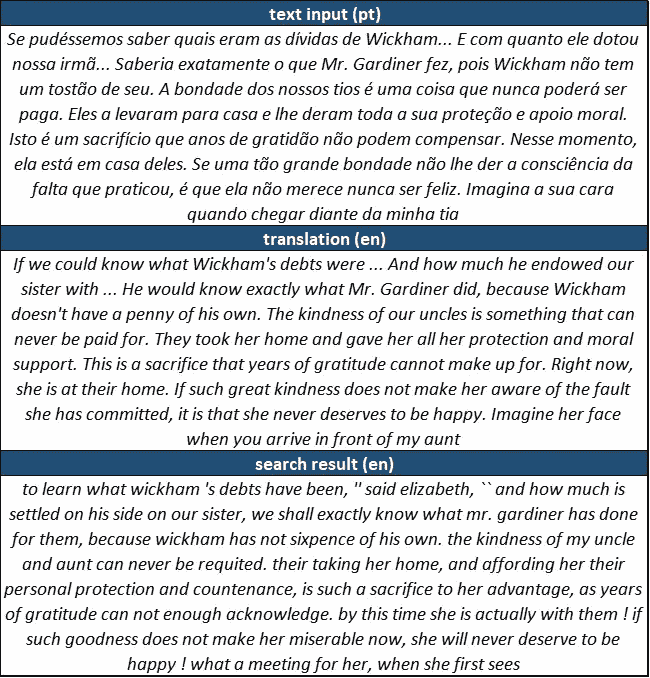 text input (pt)
Se pudéssemos saber quais eram as dívidas de Wickham... E com quanto ele dotou
nossa irmã... Saberia exatamente o que Mr. Gardiner fez, pois Wickham não tem
um tostão de seu. A bondade dos nossos tios é uma coisa que nunca poderá ser
paga. Eles a levaram para casa e lhe deram toda a sua proteção e apoio moral.
Isto é um sacrifício que anos de gratidão não podem compensar. Nesse momento,
ela está em casa deles. Se uma tão grande bondade não lhe der a consciência da
falta que praticou, é que ela não merece nunca ser feliz. Imagina a sua cara
quando chegar diante da minha tia
translation (en)
If we could know what Wickham's debts were ... And how much he endowed our
sister with ... He would know exactly what Mr. Gardiner did, because Wickham
doesn't have a penny of his own. The kindness of our uncles is something that can
never be paid for. They took her home and gave her all her protection and moral
support. This is a sacrifice that years of gratitude cannot make up for. Right now,
she is at their home. If such great kindness does not make her aware of the fault
she has committed, it is that she never deserves to be happy. Imagine her face
when you arrive in front of my aunt
search result (en)
to learn what wickham 's debts have been, '' said elizabeth, `` and how much is
settled on his side on our sister, we shall exactly know what mr. gardiner has done
for them, because wickham has not sixpence of his own. the kindness of my uncle
and aunt can never be requited. their taking her home, and affording her their
personal protection and countenance, is such a sacrifice to her advantage, as years
of gratitude can not enough acknowledge. by this time she is actually with them ! if
such goodness does not make her miserable now, she will never deserve to be
happy ! what a meeting for her, when she first sees